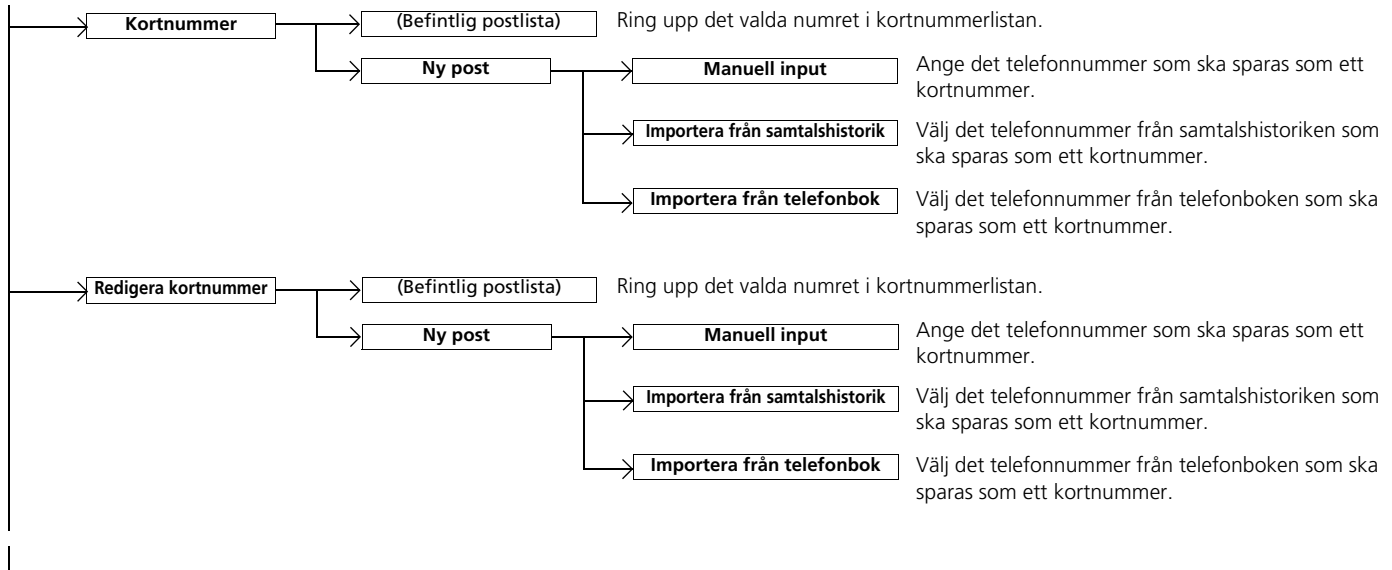 Kortnummer
(Befintlig postlista)
Ring upp det valda numret i kortnummerlistan.
Ny post
Manuell input
Ange det telefonnummer som ska sparas som ett
kortnummer.
Importera från samtalshistorik
Välj det telefonnummer från samtalshistoriken som
ska sparas som ett kortnummer.
Importera från telefonbok
Välj det telefonnummer från telefonboken som ska
sparas som ett kortnummer.
Redigera kortnummer
(Befintlig postlista)
Ring upp det valda numret i kortnummerlistan.
Ny post
Manuell input
Ange det telefonnummer som ska sparas som ett
kortnummer.
Importera från samtalshistorik
Välj det telefonnummer från samtalshistoriken som
ska sparas som ett kortnummer.
Importera från telefonbok
Välj det telefonnummer från telefonboken som ska
sparas som ett kortnummer.